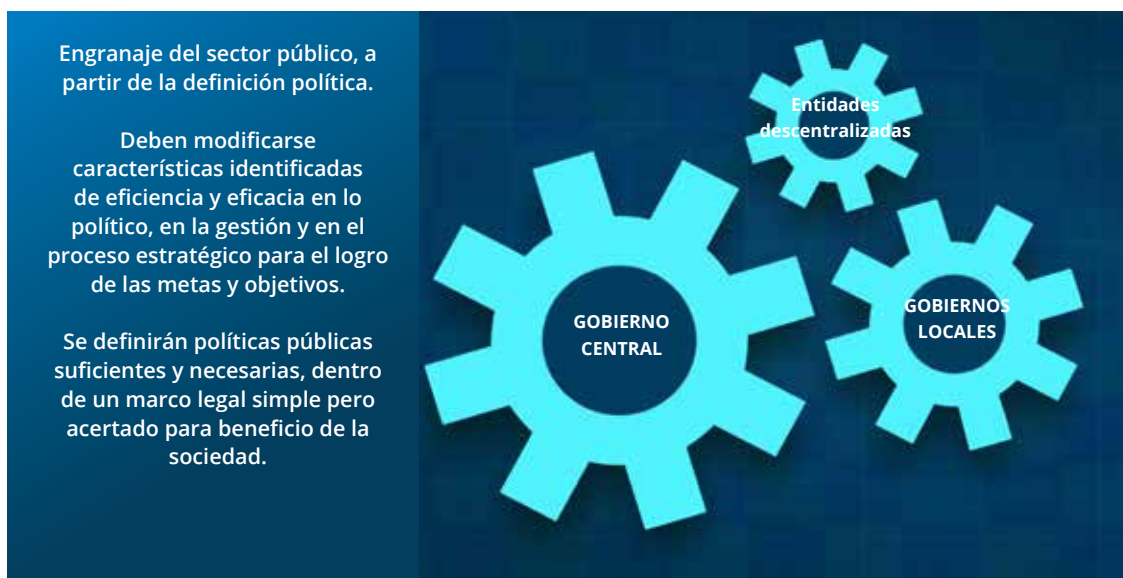 Engranaje del sector público, a
partir de la definición política.
Deben modificarse
características identificadas
de eficiencia y eficacia en lo
político, en la gestión y en el
proceso estratégico para el logro
de las metas y objetivos.
Se definirán políticas públicas
suficientes y necesarias, dentro
de un marco legal simple pero
acertado para beneficio de la
sociedad.
Entidades
descentralizadas
GOBIERNO
CENTRAL
GOBIERNOS
LOCALES